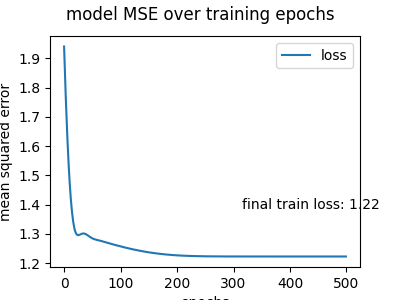 model MSE over training epochs
mean squared error
1.9
1.8
1.7
1.6
1.5
1.4
1.3
1.2
loss
final train loss: 1.22
0 100 200 300 400 500
epochs